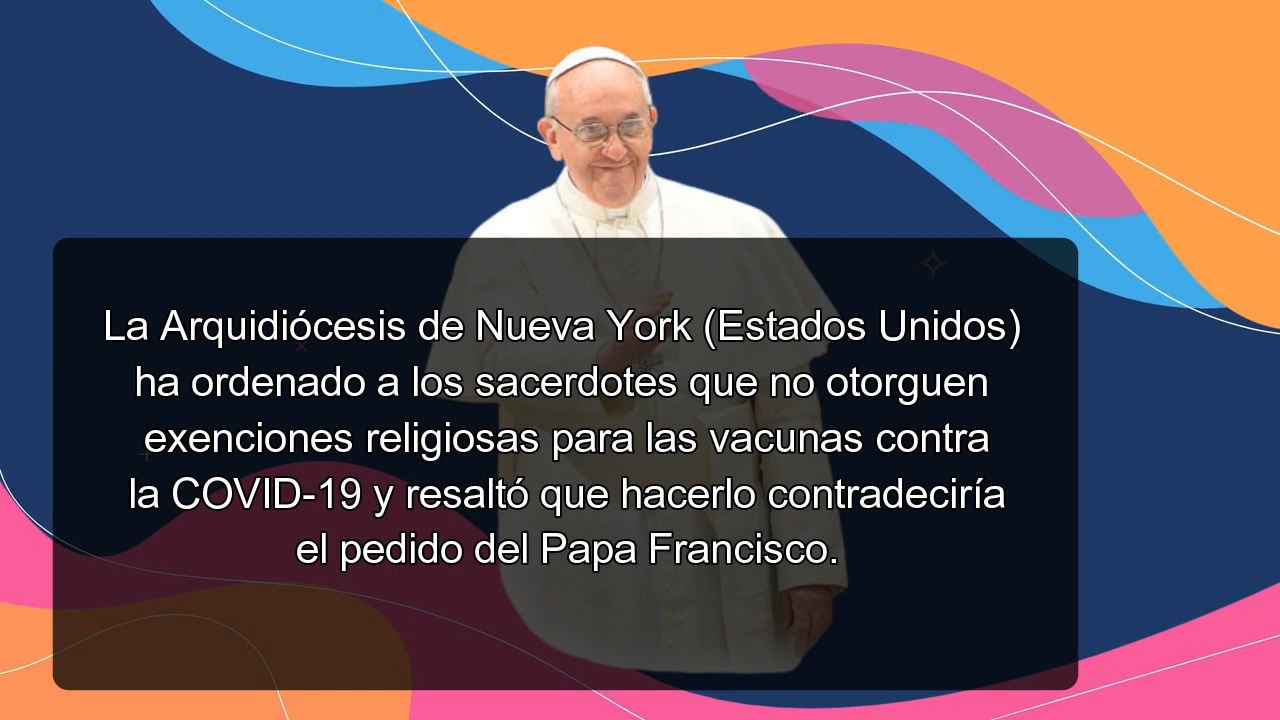 La Arquidiócesis de Nueva York (Estados Unidos)
ha ordenado a los sacerdotes que no otorguen
exenciones religiosas para las vacunas contra
la COVID-19 y resaltó que hacerlo contradeciría
el pedido del Papa Francisco.